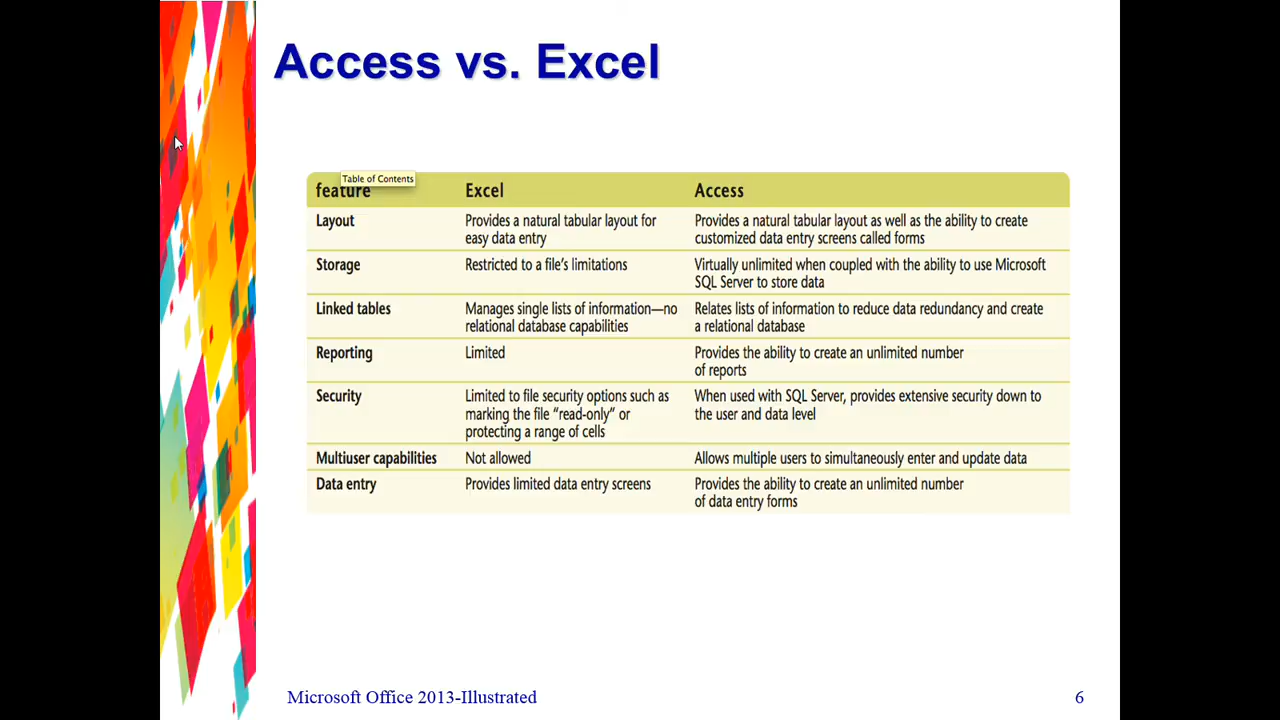 Access vs. Excel
Table of Contents
feature Excel Access
Layout Provides a natural tabular layout for Provides a natural tabular layout as well as the ability to create
easy data entry customized data entry screens called forms
Storage Restricted to a file's limitations Virtually unlimited when coupled with the ability to use Microsoft
SQL Server to store data
Linked tables Manages single lists of information—no Relates lists of information to reduce data redundancy and create
relational database capabilities a relational database
Reporting Limited Provides the ability to create an unlimited number
of reports
Security Limited to file security options such as When used with SQL Server, provides extensive security down to
marking the file “read-only” or the user and data level
protecting a range of cells
Multiuser capabilities Not allowed Allows multiple users to simultaneously enter and update data
Data entry Provides limited data entry screens Provides the ability to create an unlimited number
of data entry forms
Microsoft Office 2013-Illustrated 6